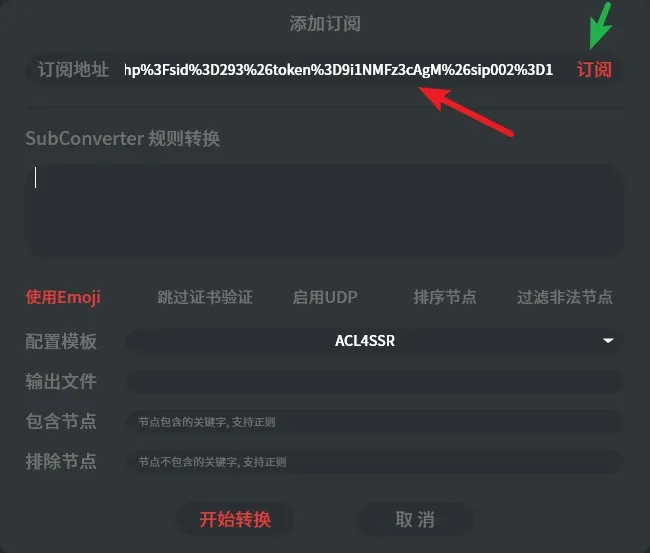 添加订阅
订阅地址 hp%3Fsid%3D293%26token%3D9i1NMFz3cAgM%26sip002%3D1 订阅
SubConverter 规则转换
使用Emoji 跳过证书验证 启用UDP 排序节点 过滤非法节点
配置模板 ACL4SSR
输出文件
包含节点 节点包含的关键字, 支持正则
排除节点 节点不包含的关键字, 支持正则
开始转换 取 消